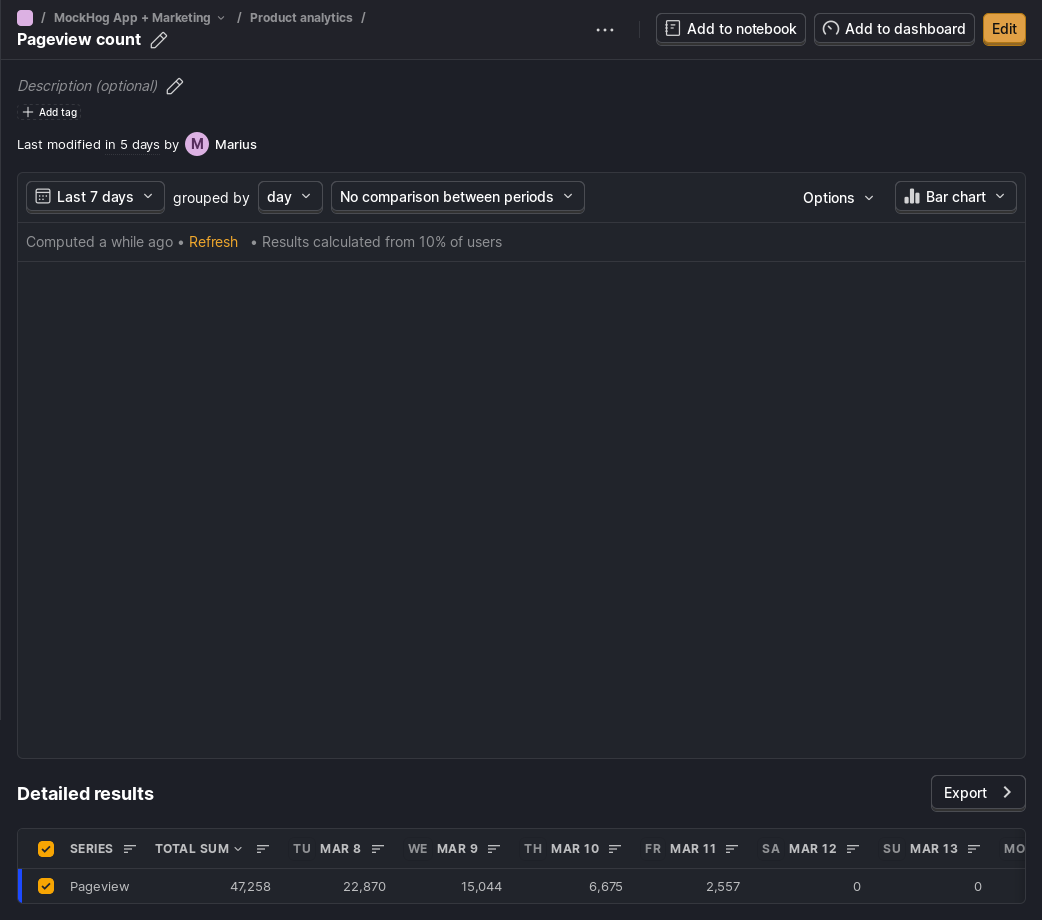 / MockHog App + Marketing / Product analytics /
Pageview count
Add to notebook Add to dashboard Edit
Description (optional)
Add tag
Last modified in 5 days by M Marius
Last 7 days grouped by day No comparison between periods Options Bar chart
Computed a while ago • Refresh • Results calculated from 10% of users
Detailed results
Export
SERIES TOTAL SUM TU MAR 8 WE MAR 9 TH MAR 10 FR MAR 11 SA MAR 12 SU MAR 13 MO
Pageview 47,258 22,870 15,044 6,675 2,557 0 0